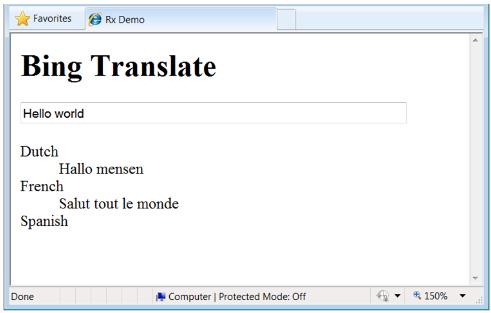 Favorites
Rx Demo
Bing Translate
Hello world
Dutch
Hallo mensen
French
Salut tout le monde
Spanish
Done
Computer | Protected Mode: Off
150%